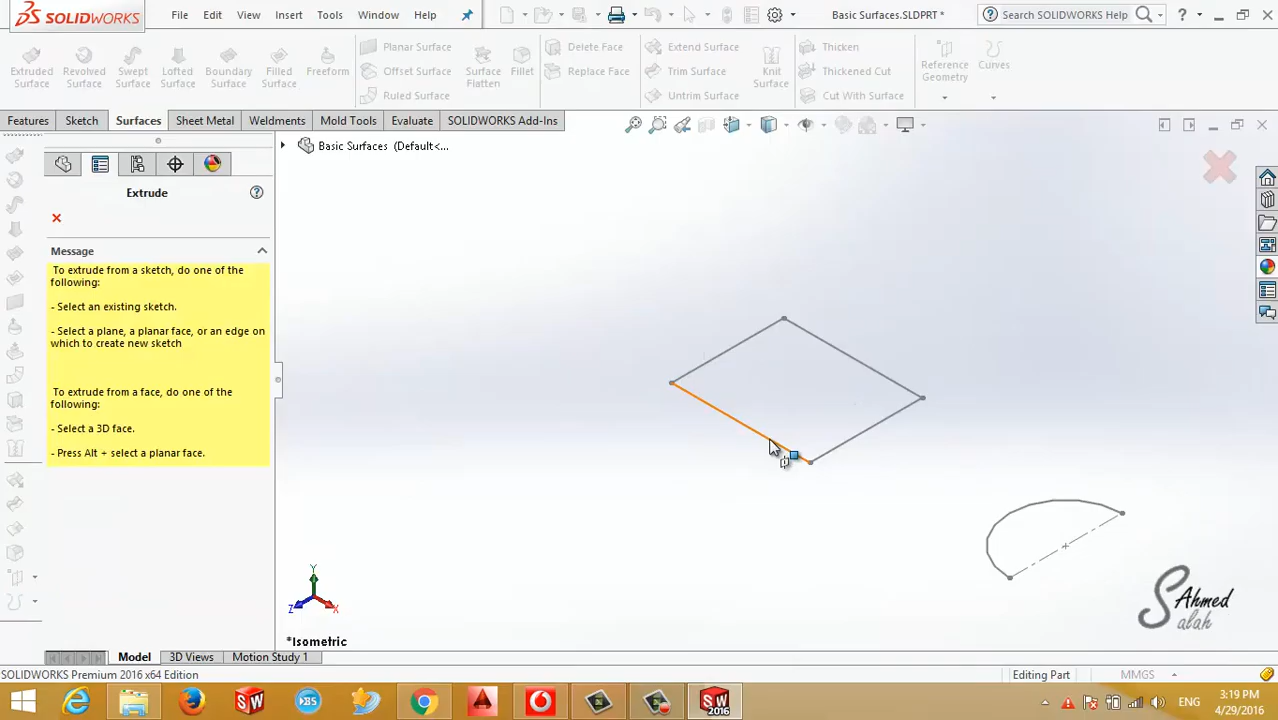 SOLIDWORKS File Edit View Insert Tools Window Help Basic Surfaces.SLDPRT * Search SOLIDWORKS Help ?
Extruded Surface
Revolved Surface
Swept Surface
Lofted Surface
Boundary Surface
Filled Surface
Freeform
Planar Surface
Offset Surface
Ruled Surface
Surface Flatten
Fillet
Delete Face
Replace Face
Extend Surface
Trim Surface
Untrim Surface
Knit Surface
Thicken
Thickened Cut
Cut With Surface
Reference Geometry
Curves
Features Sketch Surfaces Sheet Metal Weldments Mold Tools Evaluate SOLIDWORKS Add-Ins
Basic Surfaces (Default<...
Extrude
Message
To extrude from a sketch, do one of the
following:
- Select an existing sketch.
- Select a plane, a planar face, or an edge on
which to create new sketch
To extrude from a face, do one of the
following:
- Select a 3D face.
- Press Alt + select a planar face.
Y
Z
X
*Isometric
Ahmed
Salah
Model 3D Views Motion Study 1
SOLIDWORKS Premium 2016 x64 Edition Editing Part MMGS
SW
BS
SW
2016
ENG
3:19 PM
4/29/2016